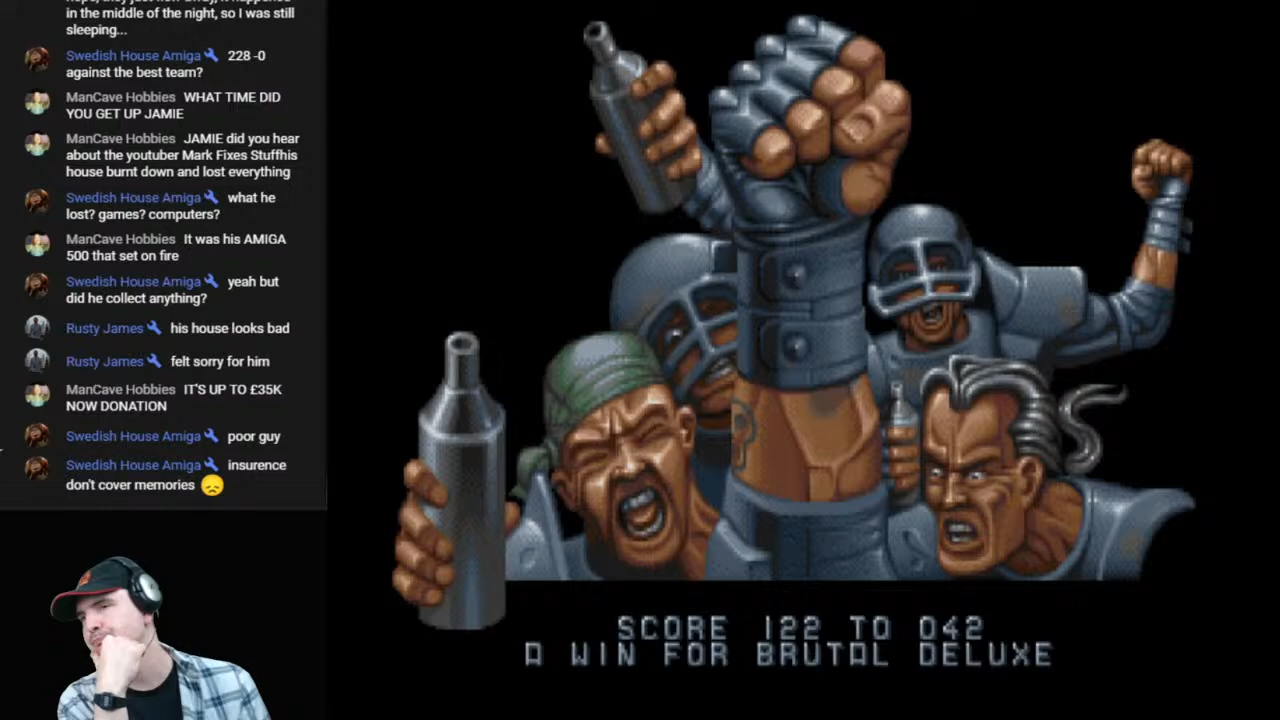 in the middle of the night, so I was still
sleeping...
Swedish House Amiga 228 -0
against the best team?
ManCave Hobbies WHAT TIME DID
YOU GET UP JAMIE
ManCave Hobbies JAMIE did you hear
about the youtuber Mark Fixes Stuffhis
house burnt down and lost everything
Swedish House Amiga what he
lost? games? computers?
ManCave Hobbies It was his AMIGA
500 that set on fire
Swedish House Amiga yeah but
did he collect anything?
Rusty James his house looks bad
Rusty James felt sorry for him
ManCave Hobbies IT'S UP TO £35K
NOW DONATION
Swedish House Amiga poor guy
Swedish House Amiga insurence
don't cover memories 😞
SCORE 122 TO 042
A WIN FOR BRUTAL DELUXE